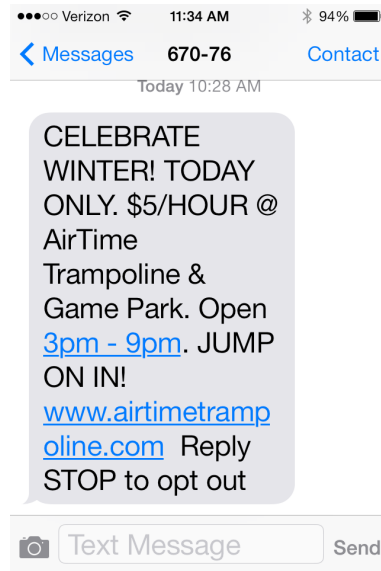 Verizon 11:34 AM 94%
Messages 670-76 Contact
Today 10:28 AM
CELEBRATE
WINTER! TODAY
ONLY. $5/HOUR @
AirTime
Trampoline &
Game Park. Open
3pm - 9pm. JUMP
ON IN!
www.airtimetramp
oline.com Reply
STOP to opt out
Text Message Send